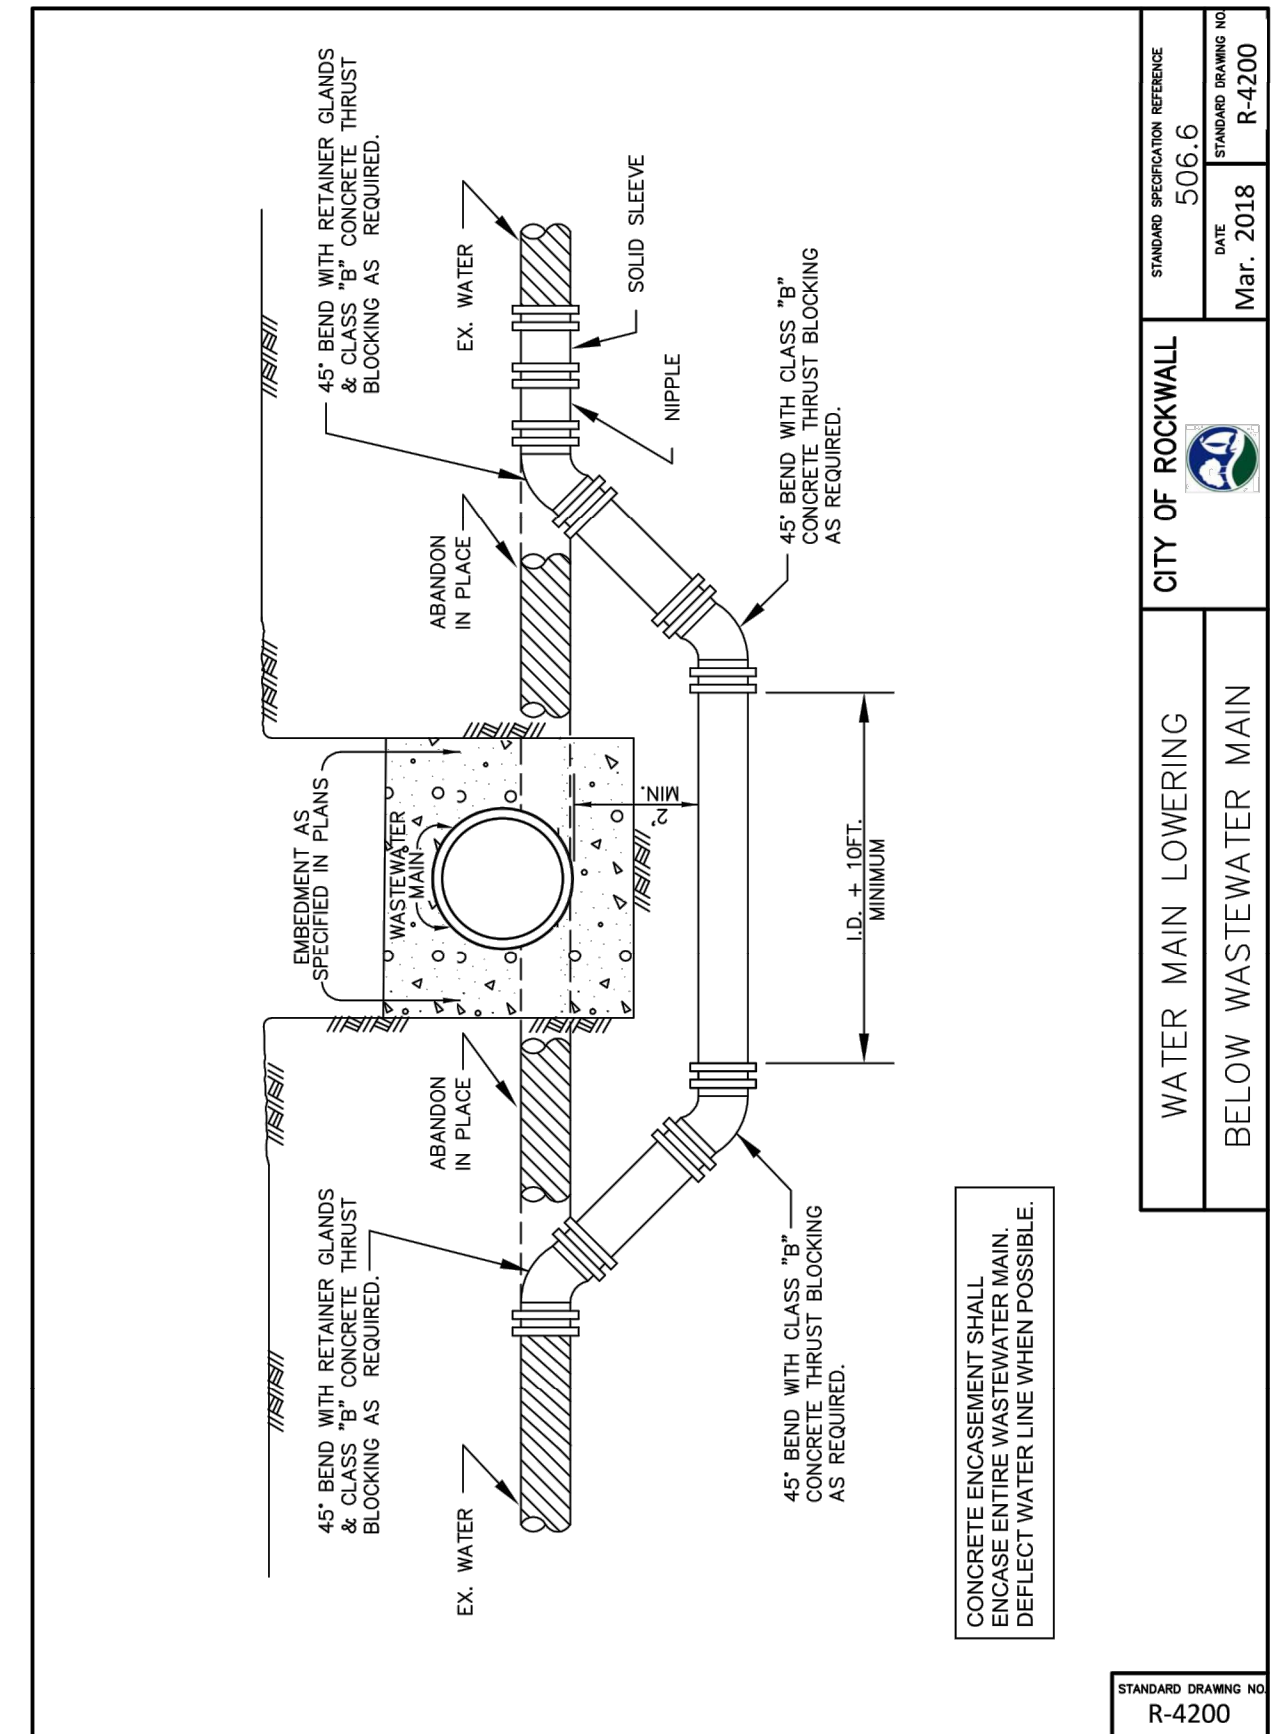 45° BEND WITH RETAINER GLANDS
& CLASS "B" CONCRETE THRUST
BLOCKING AS REQUIRED.
EMBEDMENT AS
SPECIFIED IN PLANS
45° BEND WITH RETAINER GLANDS
& CLASS "B" CONCRETE THRUST
BLOCKING AS REQUIRED.
EX. WATER
ABANDON
IN PLACE
WASTEWATER
MAIN
ABANDON
IN PLACE
EX. WATER
SOLID SLEEVE
NIPPLE
2'
MIN.
45° BEND WITH CLASS "B"
CONCRETE THRUST BLOCKING
AS REQUIRED.
I.D. + 10FT.
MINIMUM
45° BEND WITH CLASS "B"
CONCRETE THRUST BLOCKING
AS REQUIRED.
CONCRETE ENCASEMENT SHALL
ENCASE ENTIRE WASTEWATER MAIN.
DEFLECT WATER LINE WHEN POSSIBLE.
WATER MAIN LOWERING
BELOW WASTEWATER MAIN
CITY OF ROCKWALL
STANDARD SPECIFICATION REFERENCE
506.6
DATE
Mar. 2018
STANDARD DRAWING NO.
R-4200
STANDARD DRAWING NO.
R-4200